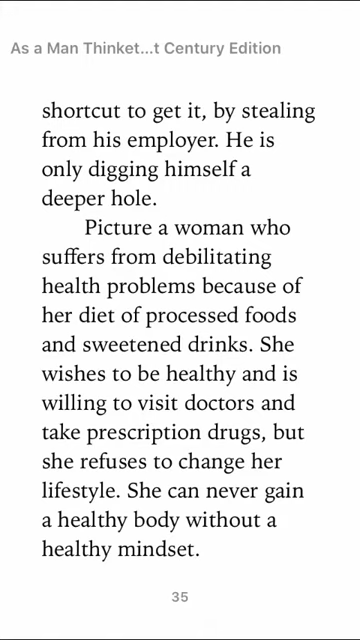 As a Man Thinket...t Century Edition
shortcut to get it, by stealing
from his employer. He is
only digging himself a
deeper hole.
Picture a woman who
suffers from debilitating
health problems because of
her diet of processed foods
and sweetened drinks. She
wishes to be healthy and is
willing to visit doctors and
take prescription drugs, but
she refuses to change her
lifestyle. She can never gain
a healthy body without a
healthy mindset.
35